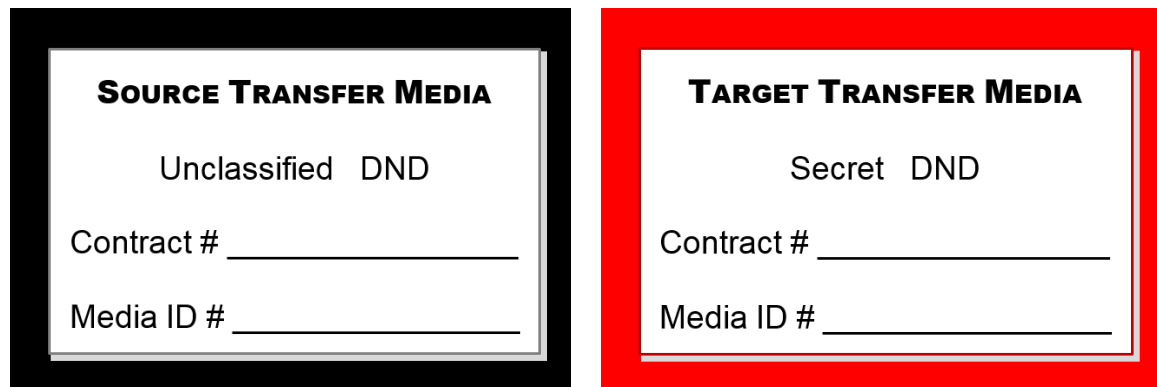 SOURCE TRANSFER MEDIA
Unclassified DND
Contract # ________________
Media ID # ________________
TARGET TRANSFER MEDIA
Secret DND
Contract # ________________
Media ID # ________________